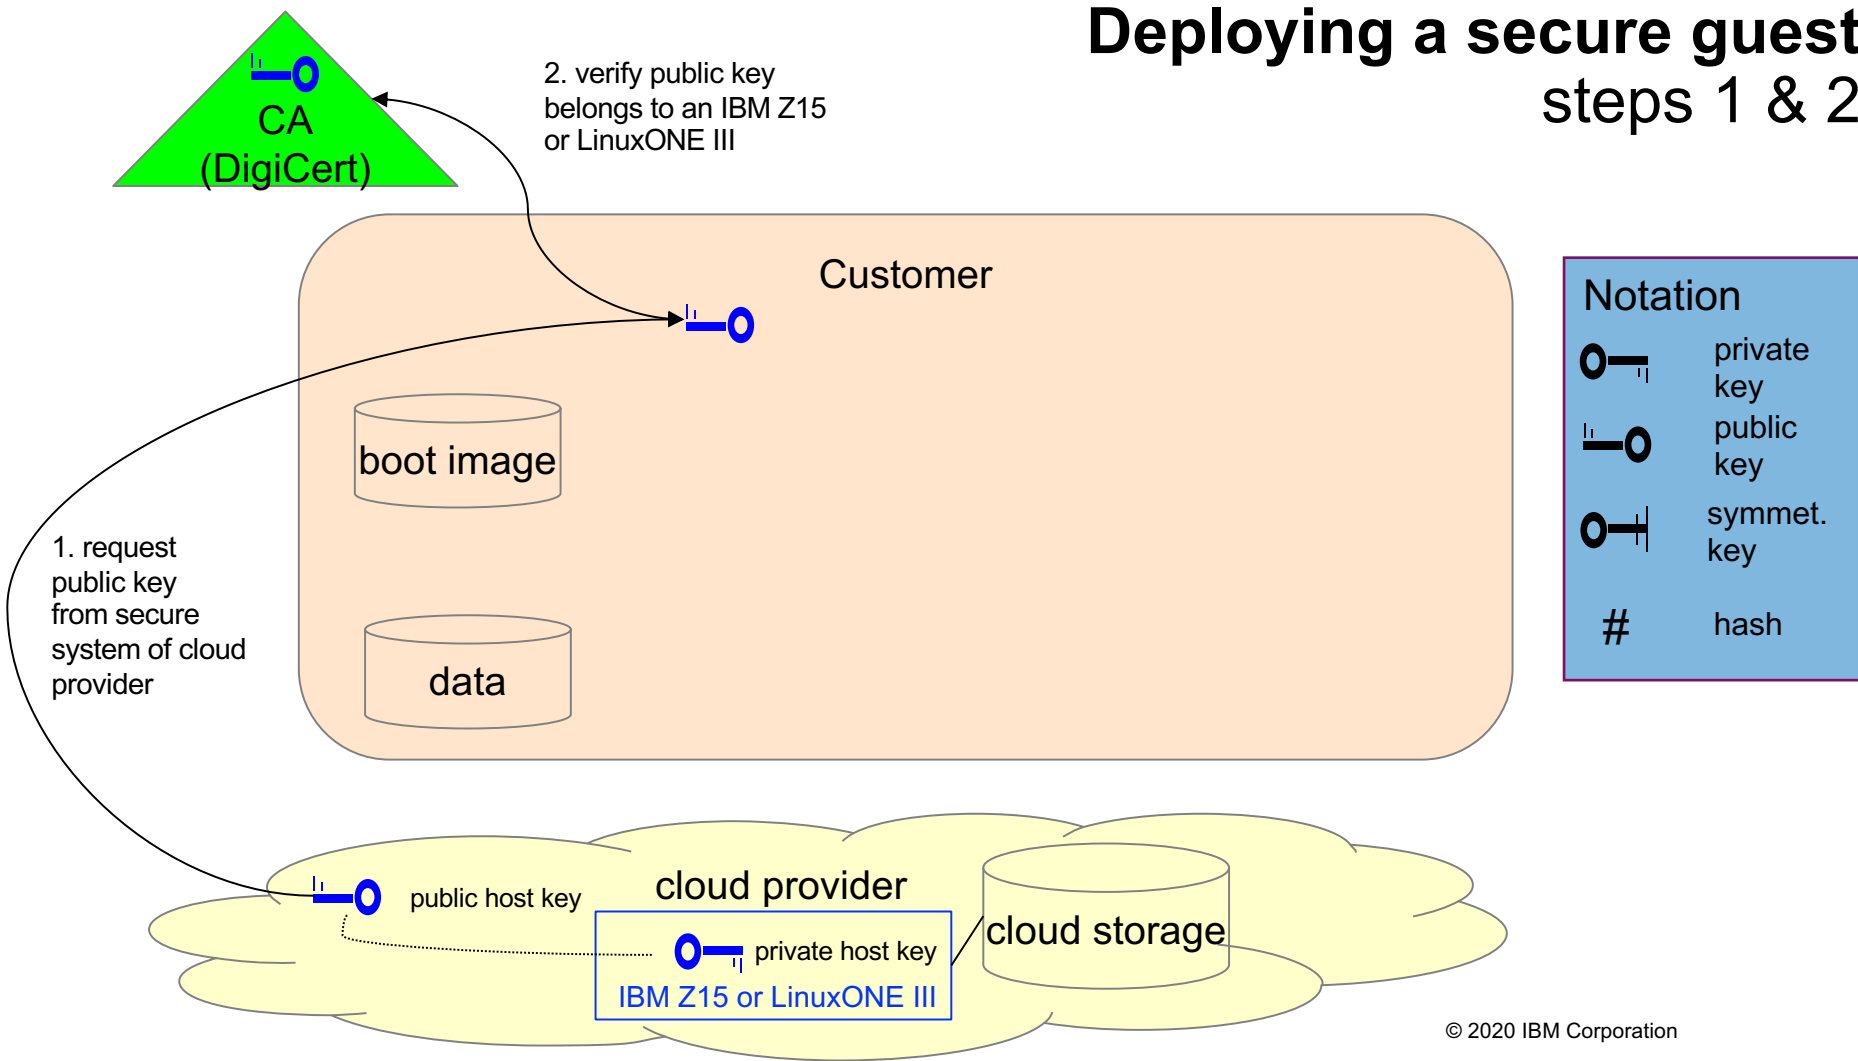 Deploying a secure guest
steps 1 & 2
CA
(DigiCert)
2. verify public key
belongs to an IBM Z15
or LinuxONE III
Customer
boot image
data
1. request
public key
from secure
system of cloud
provider
Notation
private
key
public
key
symmet.
key
#
hash
cloud provider
public host key
private host key
IBM Z15 or LinuxONE III
cloud storage
© 2020 IBM Corporation